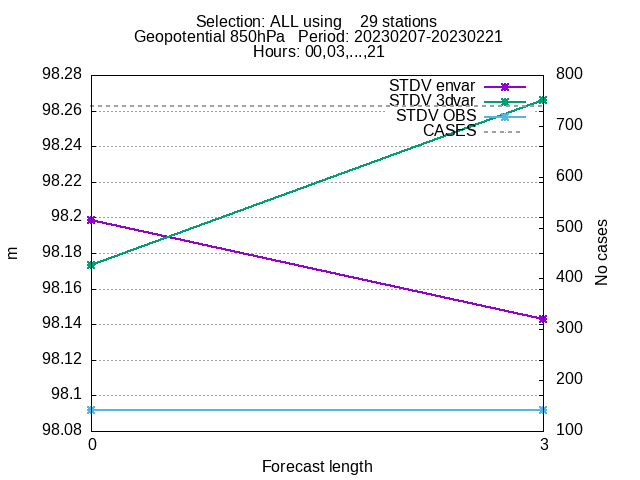 Selection: ALL using    29 stations
Geopotential 850hPa   Period: 20230207-20230221
Hours: 00,03,...,21
98.28
98.26
98.24
98.22
98.2
98.18
98.16
98.14
98.12
98.1
98.08
m
STDV envar
STDV 3dvar
STDV OBS
CASES
800
700
600
500
400
300
200
100
No cases
0
3
Forecast length